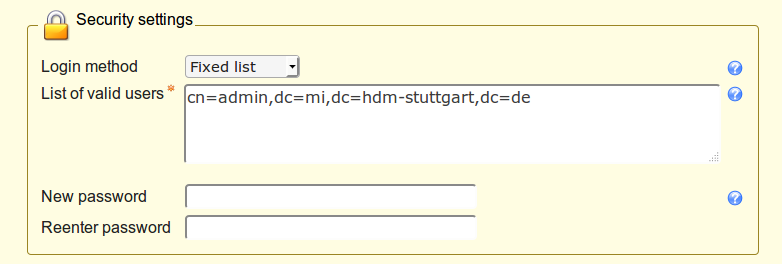 Security settings
Login method Fixed list
List of valid users * cn=admin,dc=mi,dc=hdm-stuttgart,dc=de
New password
Reenter password